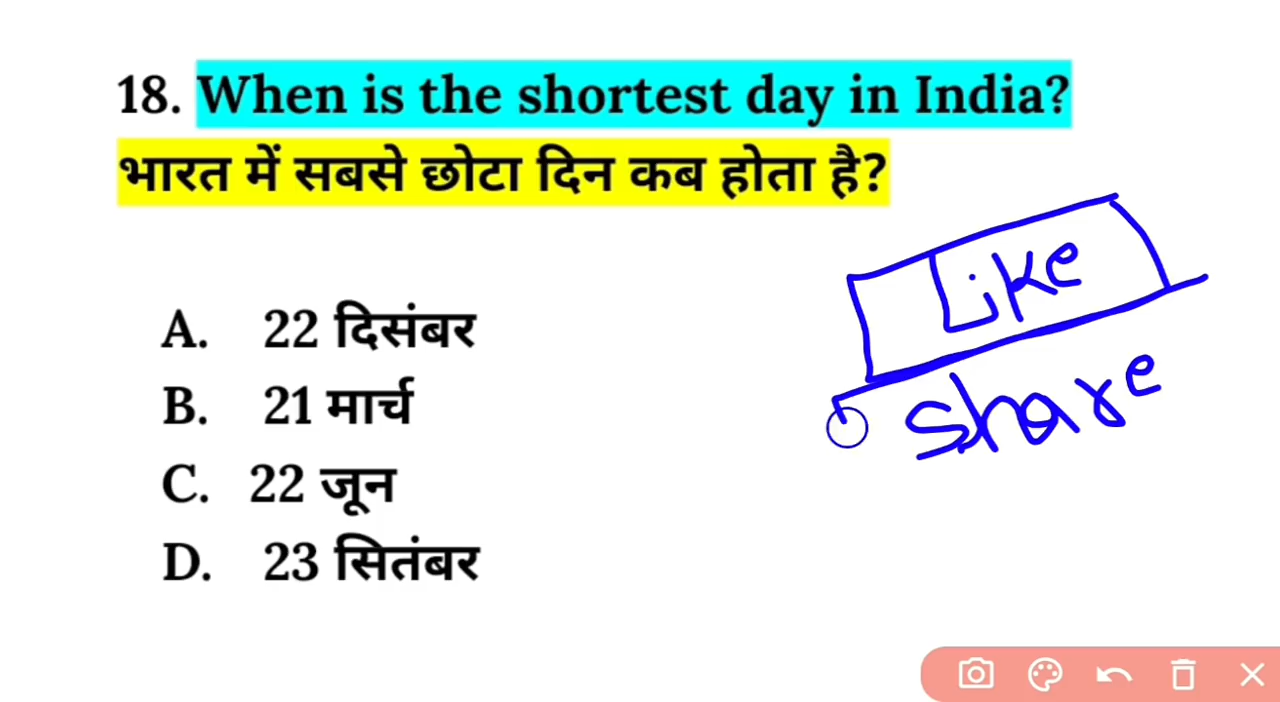 18. When is the shortest day in India?
भारत में सबसे छोटा दिन कब होता है?
A. 22 दिसंबर
B. 21 मार्च
C. 22 जून
D. 23 सितंबर
Like
Share